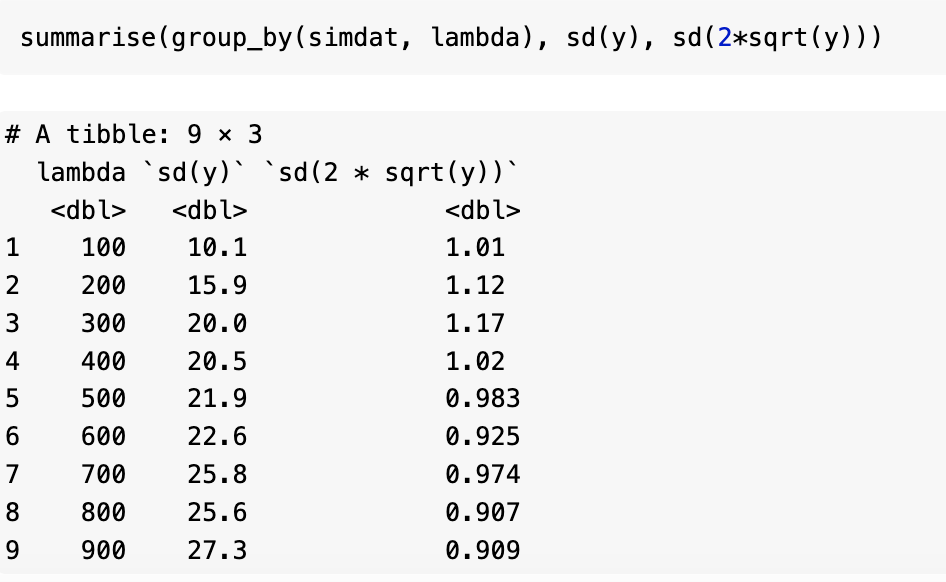 summarise(group_by(simdat, lambda), sd(y), sd(2*sqrt(y)))
# A tibble: 9 × 3
lambda `sd(y)` `sd(2 * sqrt(y))`
<dbl> <dbl> <dbl>
1 100 10.1 1.01
2 200 15.9 1.12
3 300 20.0 1.17
4 400 20.5 1.02
5 500 21.9 0.983
6 600 22.6 0.925
7 700 25.8 0.974
8 800 25.6 0.907
9 900 27.3 0.909